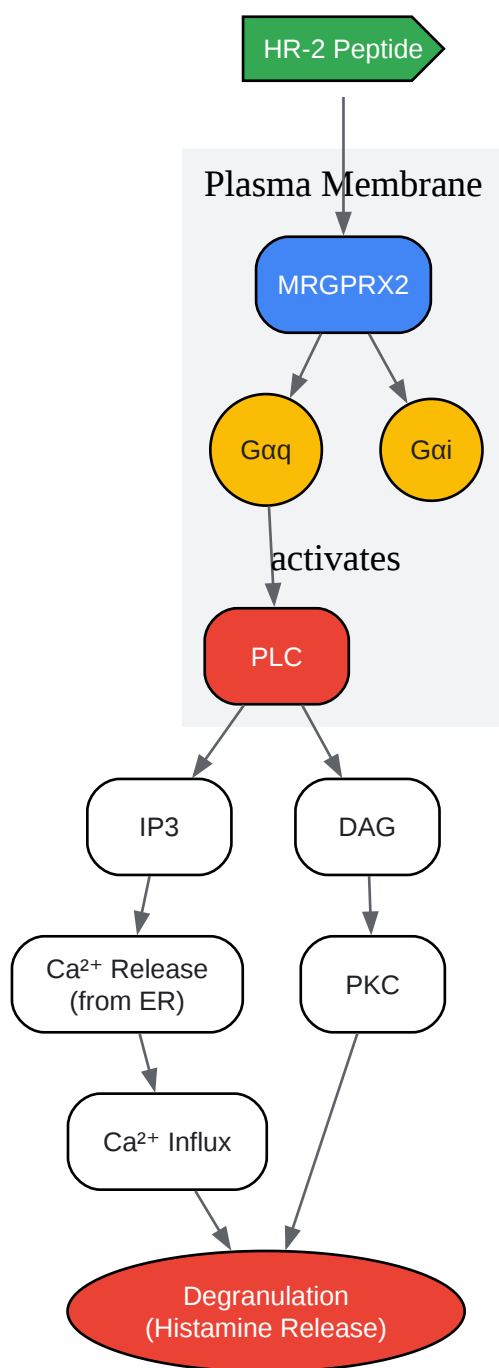 HR-2 Peptide
Plasma Membrane
MRGPRX2
Gαq
Gαi
activates
PLC
IP3
DAG
Ca²⁺ Release
(from ER)
PKC
Ca²⁺ Influx
Degranulation
(Histamine Release)